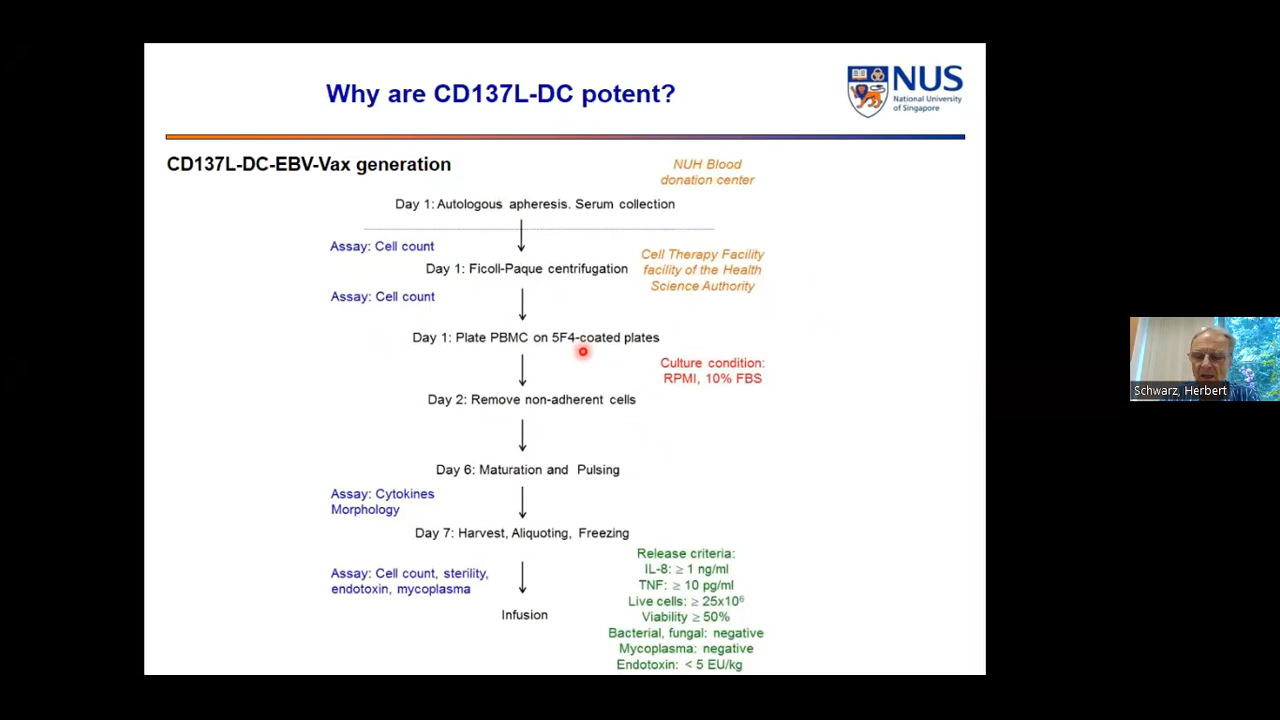 Why are CD137L-DC potent?
NUS
National University
of Singapore
CD137L-DC-EBV-Vax generation
NUH Blood
donation center
Day 1: Autologous apheresis. Serum collection
Assay: Cell count
Cell Therapy Facility
facility of the Health
Science Authority
Day 1: Ficoll-Paque centrifugation
Assay: Cell count
Day 1: Plate PBMC on 5F4-coated plates
Culture condition:
RPMI, 10% FBS
Day 2: Remove non-adherent cells
Day 6: Maturation and Pulsing
Assay: Cytokines
Morphology
Day 7: Harvest, Aliquoting, Freezing
Assay: Cell count, sterility,
endotoxin, mycoplasma
Infusion
Release criteria:
IL-8: ≥ 1 ng/ml
TNF: ≥ 10 pg/ml
Live cells: ≥ 25x10⁶
Viability ≥ 50%
Bacterial, fungal: negative
Mycoplasma: negative
Endotoxin: < 5 EU/kg
Schwarz, Herbert